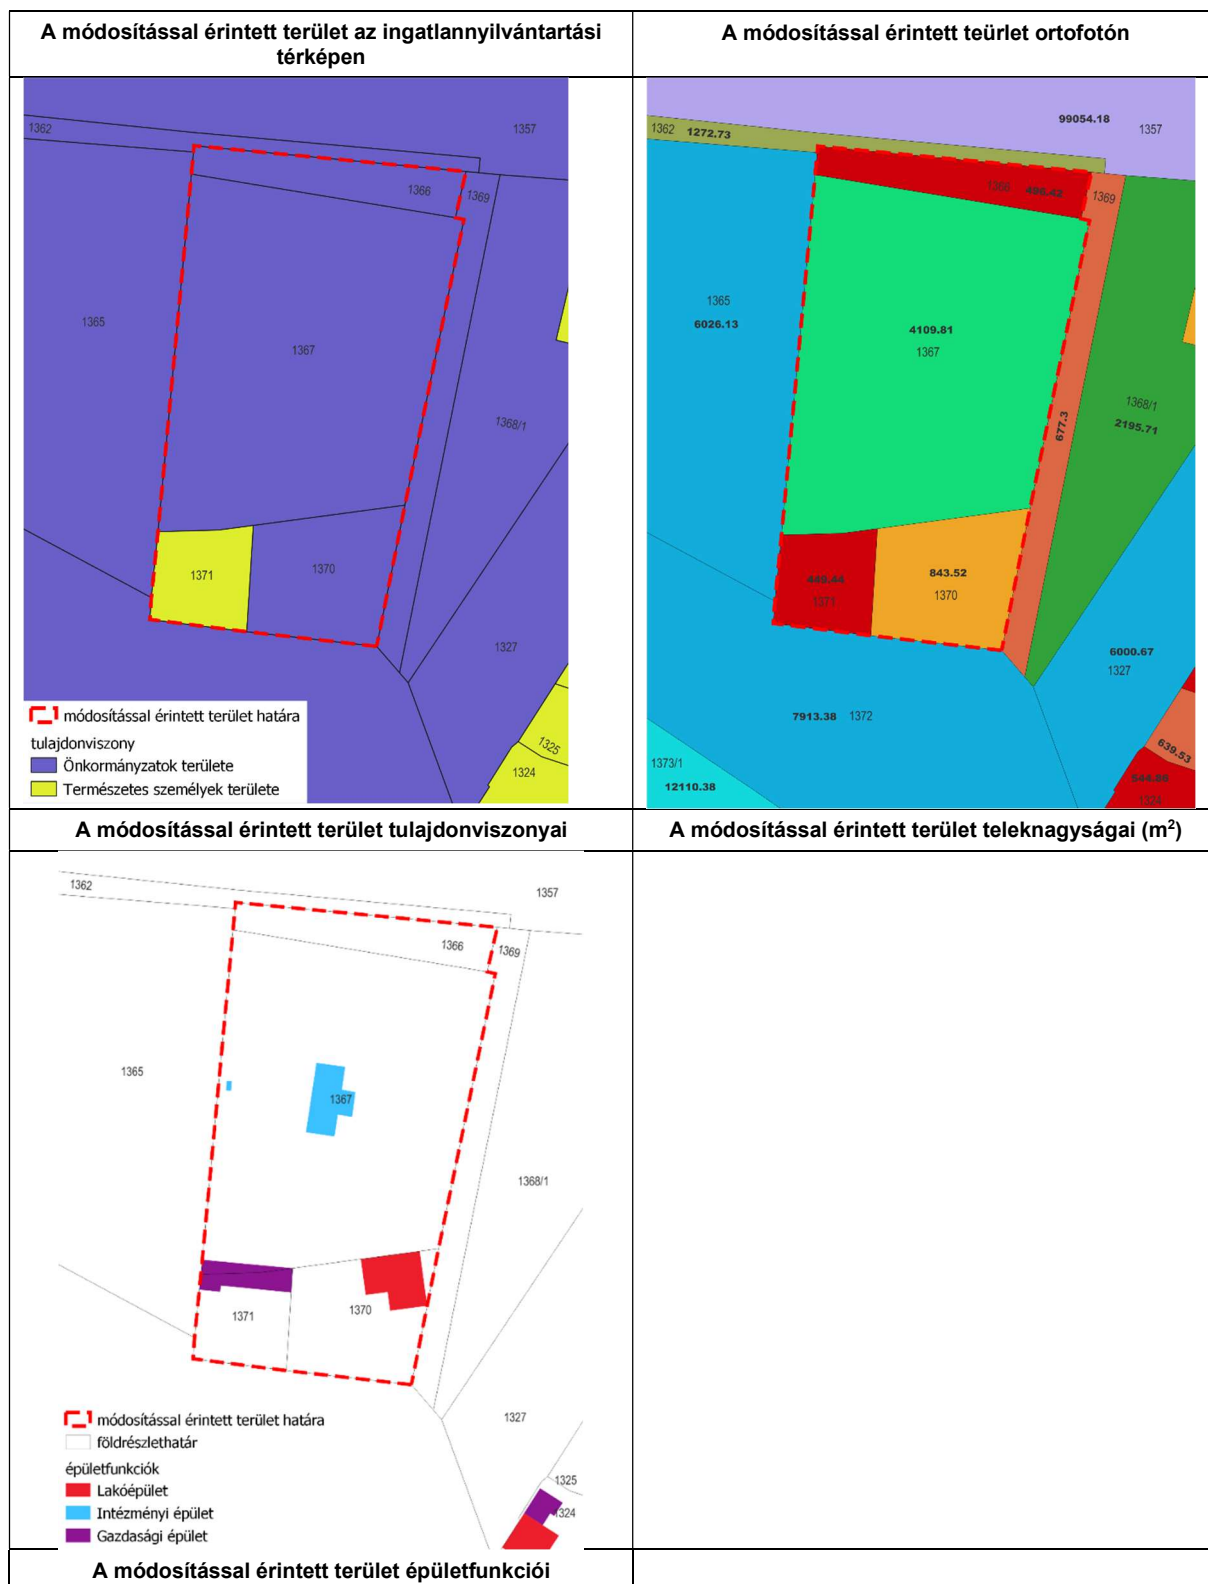 A módosítással érintett terület az ingatlannyilvántartási
térképen
A módosítással érintett teürlet ortofotón
1362
1357
1366
1369
1365
1367
1368/1
1371
1370
1327
1325
1324
módosítással érintett terület határa
tulajdonviszony
Önkormányzatok területe
Természetes személyek területe
99054.18
1362 1272.73
1357
1366 486.42
1369
1365
6026.13
4109.81
1367
677.3
1368/1
2195.71
449.44
1371
843.52
1370
6000.67
1327
7913.38 1372
1373/1
12110.38
639.53
1324
A módosítással érintett terület tulajdonviszonyai
A módosítással érintett terület teleknagyságai (m²)
1362
1357
1366
1369
1365
1367
1368/1
1371
1370
1327
1325
1324
módosítással érintett terület határa
földrészlethatár
épületfunkciók
Lakóépület
Intézményi épület
Gazdasági épület
A módosítással érintett terület épületfunkciói